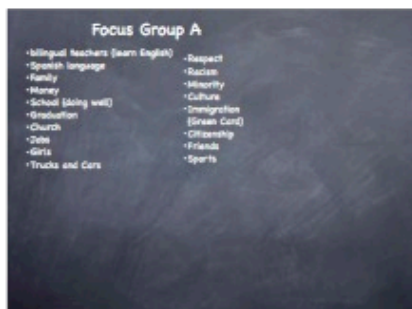 Focus Group A
•bilingual teachers (learn English)
•Spanish language
•Family
•Money
•School (doing well)
•Graduation
•Church
•Jobs
•Girls
•Trucks and Cars
•Respect
•Racism
•Minority
•Culture
•Immigration
(Green Card)
•Citizenship
•Friends
•Sports